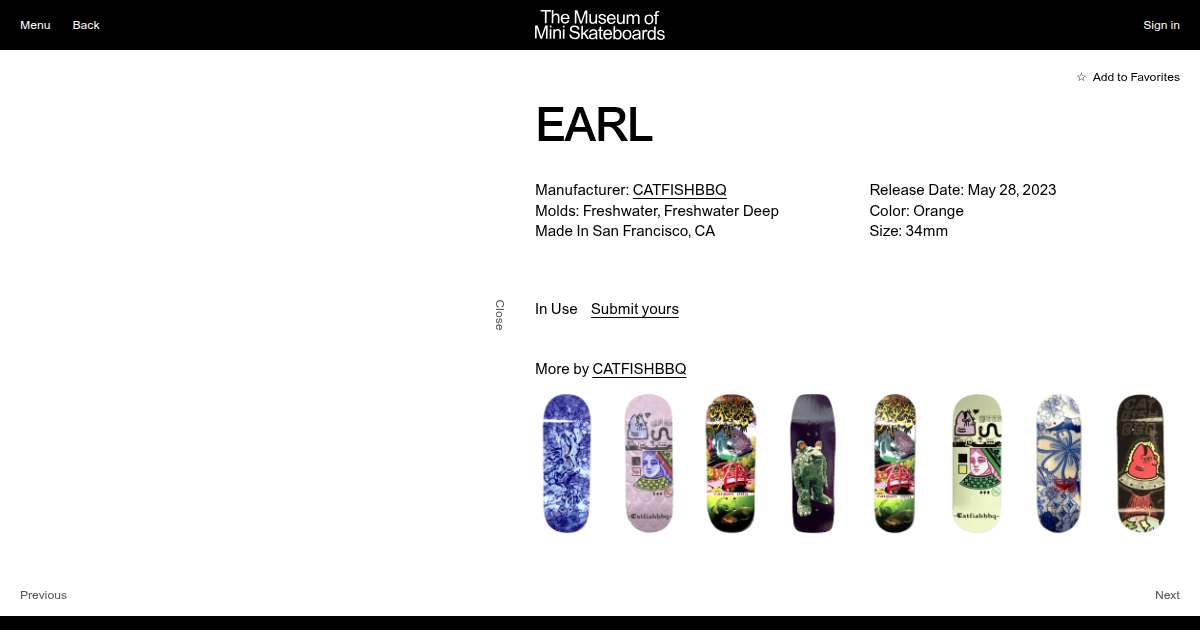 Menu
Back
The Museum of
Mini Skateboards
Sign in
☆ Add to Favorites
EARL
Manufacturer: CATFISHBBQ
Molds: Freshwater, Freshwater Deep
Made In San Francisco, CA
Release Date: May 28, 2023
Color: Orange
Size: 34mm
Close
In Use Submit yours
More by CATFISHBBQ
-Catfishbbq-
-Catfishbbq-
Previous
Next